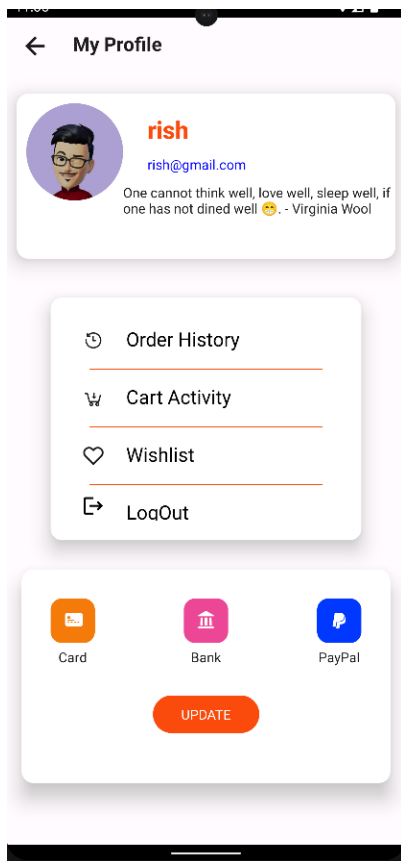 My Profile
rish
rish@gmail.com
One cannot think well, love well, sleep well, if
one has not dined well 😁. - Virginia Wool
Order History
Cart Activity
Wishlist
LogOut
Card
Bank
PayPal
UPDATE